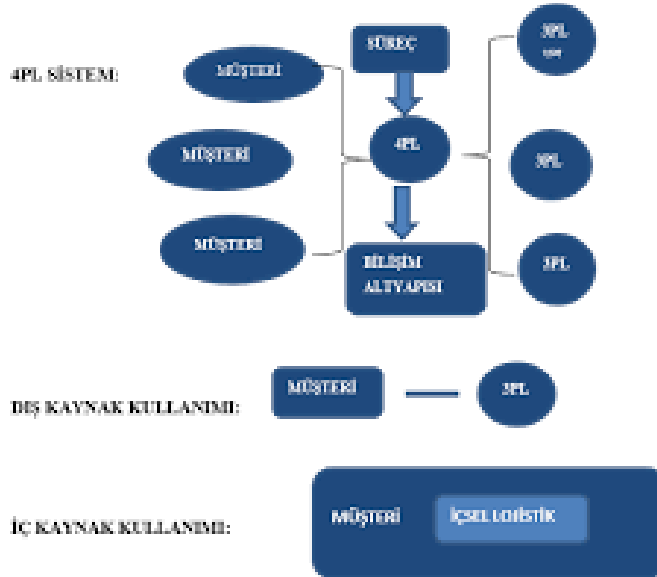 4PL SİSTEM:
MÜŞTERİ
MÜŞTERİ
MÜŞTERİ
SÜREÇ
4PL
BİLİŞİM
ALTYAPISI
3PL
3PL
3PL
DIŞ KAYNAK KULLANIMI:
MÜŞTERİ
3PL
İÇ KAYNAK KULLANIMI:
MÜŞTERİ
İÇSEL LOJİSTİK